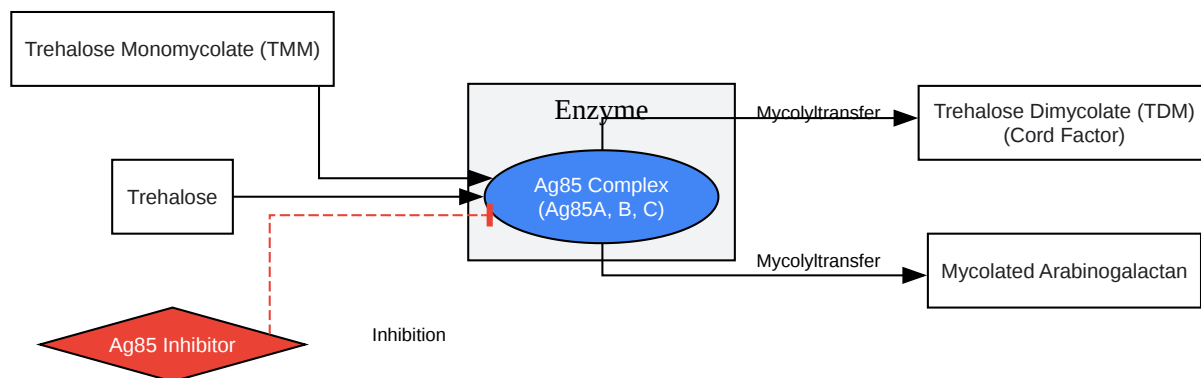 Trehalose Monomycolate (TMM)
Enzyme
Mycolyltransfer
Trehalose Dimycolate (TDM)
(Cord Factor)
Trehalose
Ag85 Complex
(Ag85A, B, C)
Mycolyltransfer
Mycolated Arabinogalactan
Ag85 Inhibitor
Inhibition